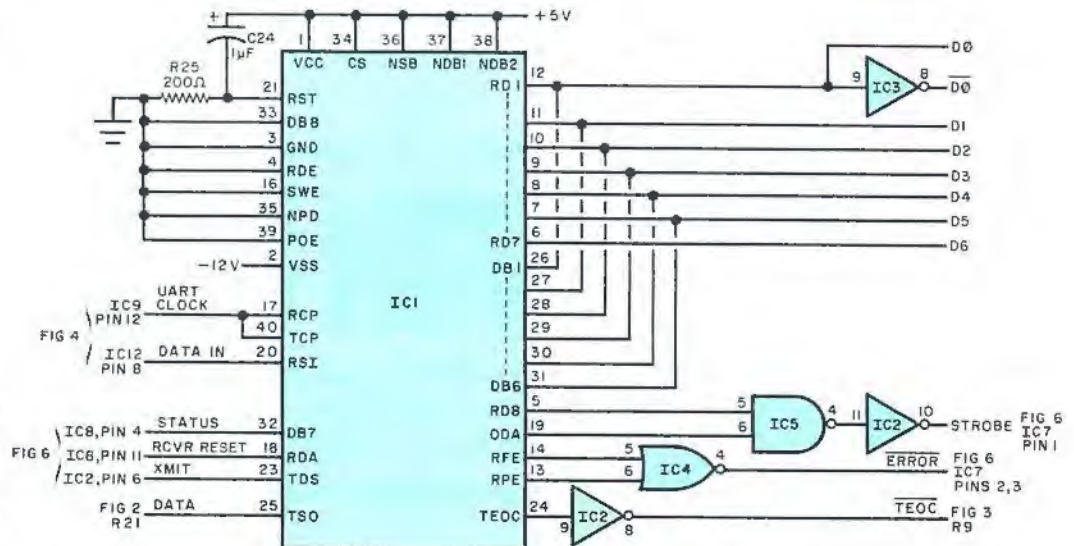 +5V
+
C24
1µF
1
34
36
37
38
VCC
CS
NSB
NDB1
NDB2
R25
200Ω
21
RST
33
DB8
3
GND
4
RDE
16
SWE
35
NPD
39
POE
2
-12V
VSS
IC1
FIG 4
IC9
PIN 12
UART
CLOCK
17
RCP
40
TCP
IC12
PIN 8
DATA IN
20
RSI
FIG 6
IC8, PIN 4
STATUS
32
DB7
IC6, PIN 11
RCVR RESET
18
RDA
IC2, PIN 6
XMIT
23
TDS
FIG 2
R21
DATA
25
TSO
12
RD1
D0
9
IC3
8
D̅0̅
11
D1
10
D2
9
D3
8
D4
7
D5
6
RD7
D6
26
DB1
27
28
29
30
31
DB6
5
RD8
19
ODA
5
6
IC5
4
11
IC2
10
STROBE
FIG 6
IC7
PIN 1
14
RFE
13
RPE
5
6
IC4
4
E̅R̅R̅O̅R̅
FIG 6
IC7
PINS 2,3
24
TEOC
9
IC2
8
T̅E̅O̅C̅
FIG 3
R9